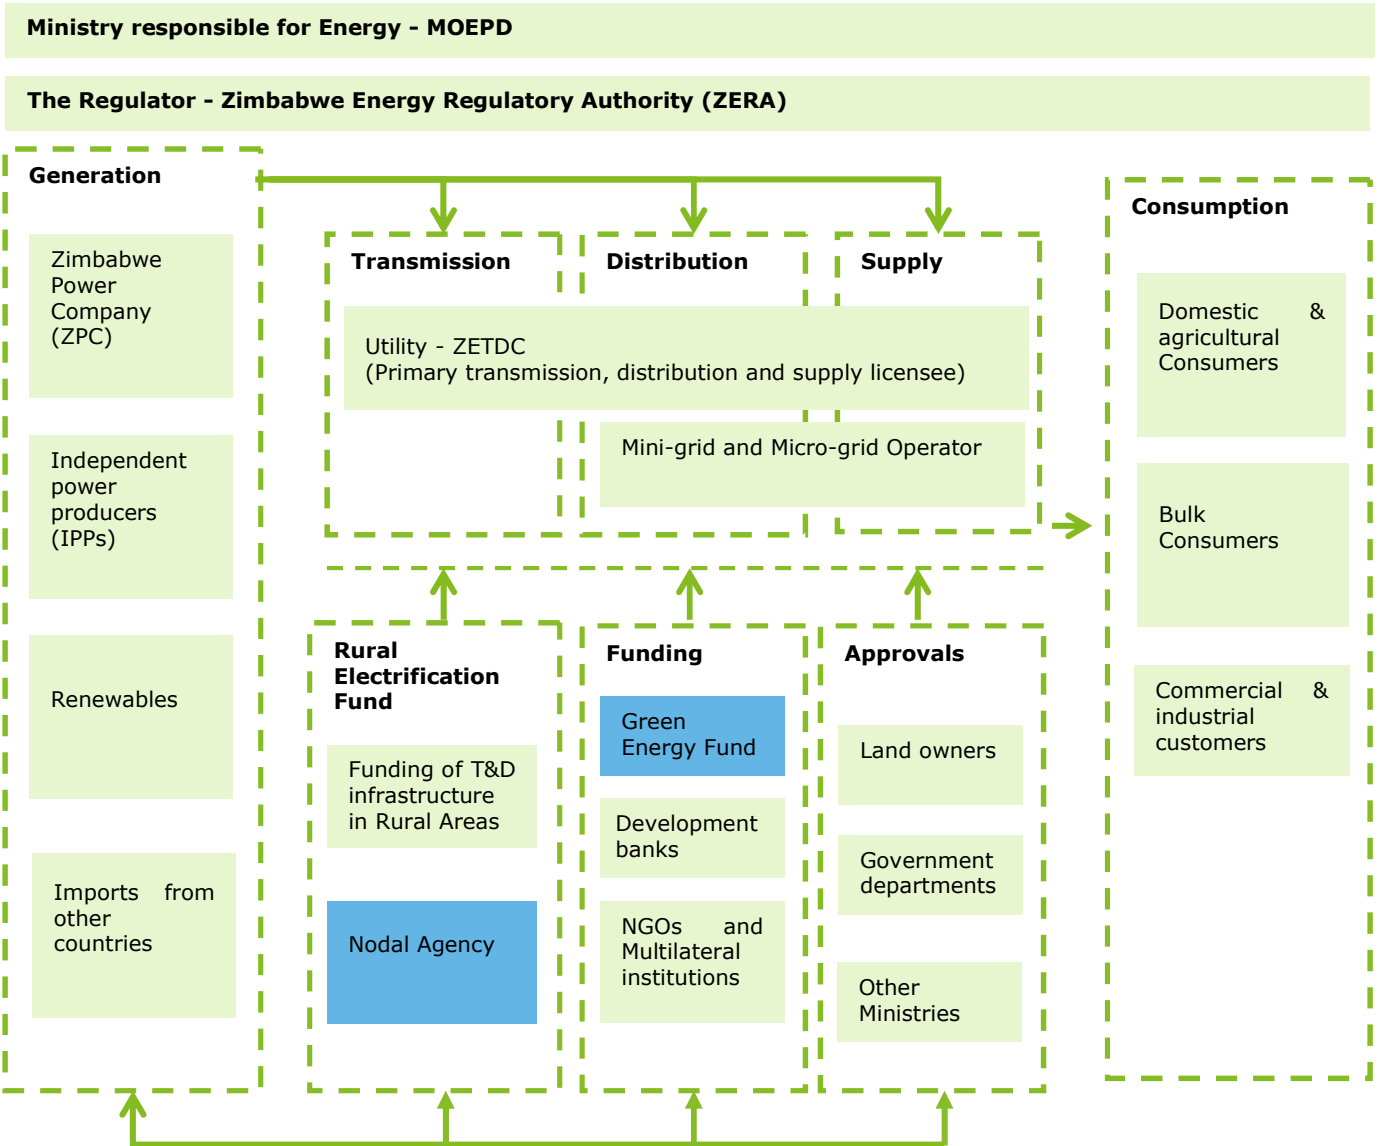 Ministry responsible for Energy - MOEPD
The Regulator - Zimbabwe Energy Regulatory Authority (ZERA)
Generation
Zimbabwe
Power
Company
(ZPC)
Independent
power
producers
(IPPs)
Renewables
Imports from
other
countries
Transmission
Distribution
Supply
Utility - ZETDC
(Primary transmission, distribution and supply licensee)
Mini-grid and Micro-grid Operator
Rural
Electrification
Fund
Funding of T&D
infrastructure
in Rural Areas
Nodal Agency
Funding
Green
Energy Fund
Development
banks
NGOs and
Multilateral
institutions
Approvals
Land owners
Government
departments
Other
Ministries
Consumption
Domestic &
agricultural
Consumers
Bulk
Consumers
Commercial &
industrial
customers